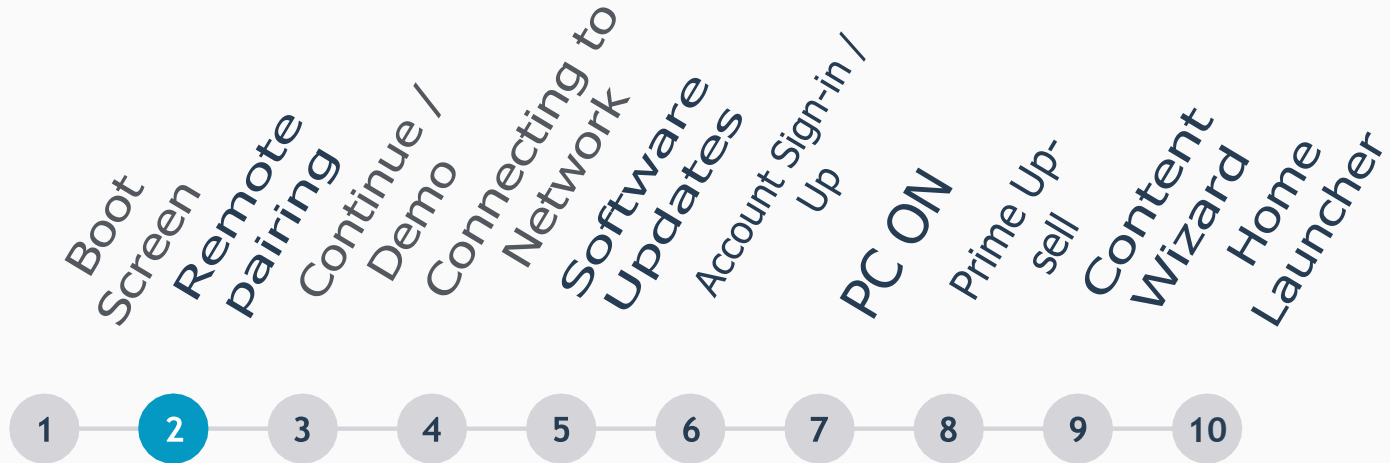 Boot
Screen
Remote
pairing
Continue /
Demo
Connecting to
Network
Software
Updates
Account Sign-in /
Up
PC ON
Prime Up-
sell
Content
Wizard
Home
Launcher
1
2
3
4
5
6
7
8
9
10